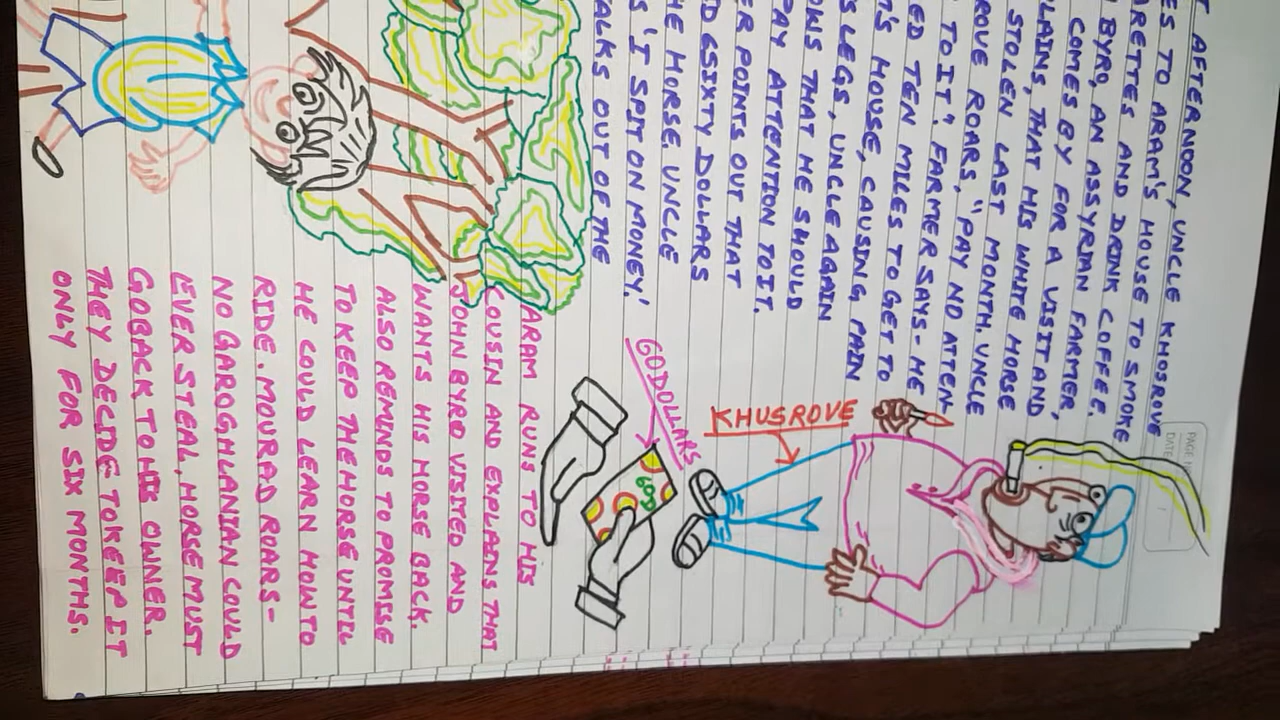 AFTERNOON, UNCLE KHOSROVE
ES TO ARAM'S HOUSE TO SMOKE
ARETTES AND DRINK COFFEE.
BYRO, AN ASSYRIAN FARMER,
COMES BY FOR A VISIT AND
PLAINS, THAT HIS WHITE HORSE
STOLEN LAST MONTH. UNCLE
ROVE ROARS, "PAY NO ATEN-
TO IT". FARMER SAYS - HE
ED TEN MILES TO GET TO
M'S HOUSE, CAUSING, PAIN
S LEGS, UNCLE AGAIN
ONS THAT HE SHOULD
PAY ATTENTION TO IT.
ER POINTS OUT THAT
SIXTY DOLLARS
HE HORSE. UNCLE
S 'I SPIT ON MONEY.'
ALKS OUT OF THE
KHUSROVE
60 DOLLARS
60
ARAM RUNS TO HIS
COUSIN AND EXPLAINS THAT
JOHN BYRO VISITED AND
WANTS HIS HORSE BACK.
ALSO REMINDS TO PROMISE
TO KEEP THE HORSE UNTIL
HE COULD LEARN HOW TO
RIDE. MOURAD ROARS-
NO GAROGHLANIAN COULD
EVER STEAL, HORSE MUST
GO BACK TO HIS OWNER.
THEY DECIDE TO KEEP IT
ONLY FOR SIX MONTHS.